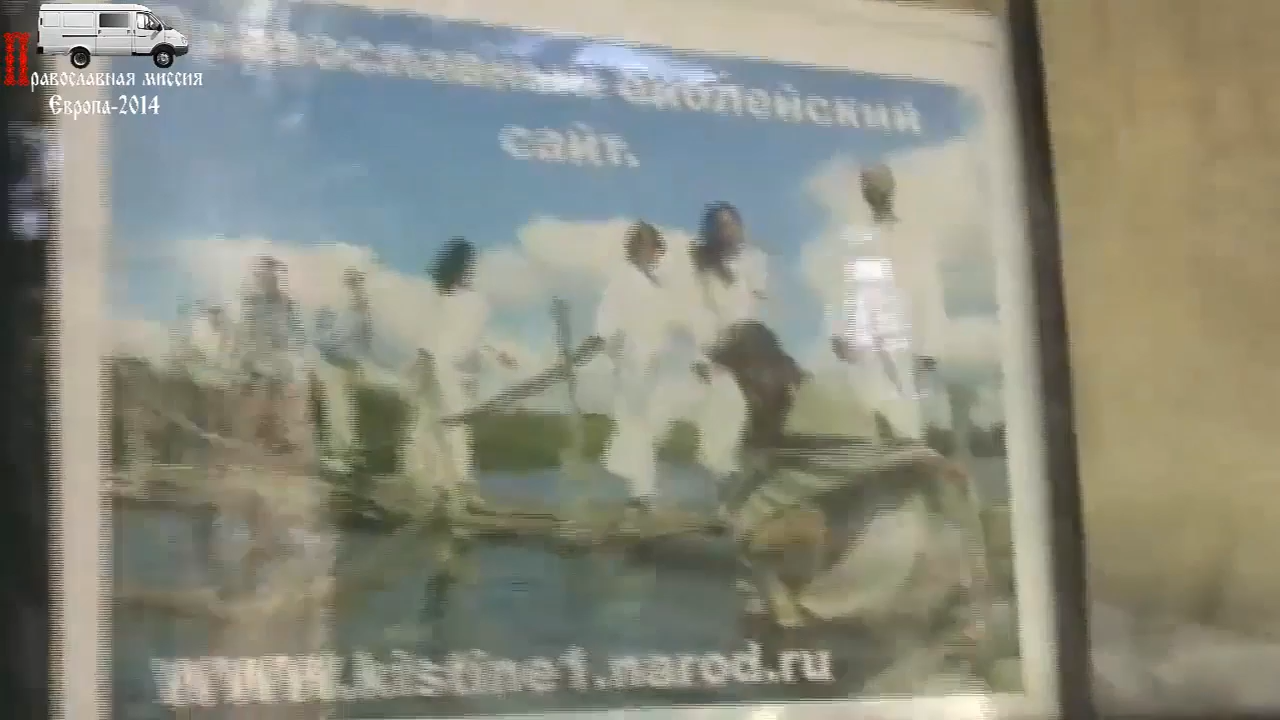 Православная миссия
Европа-2014
библейский
сайт.
www.kistine1.narod.ru